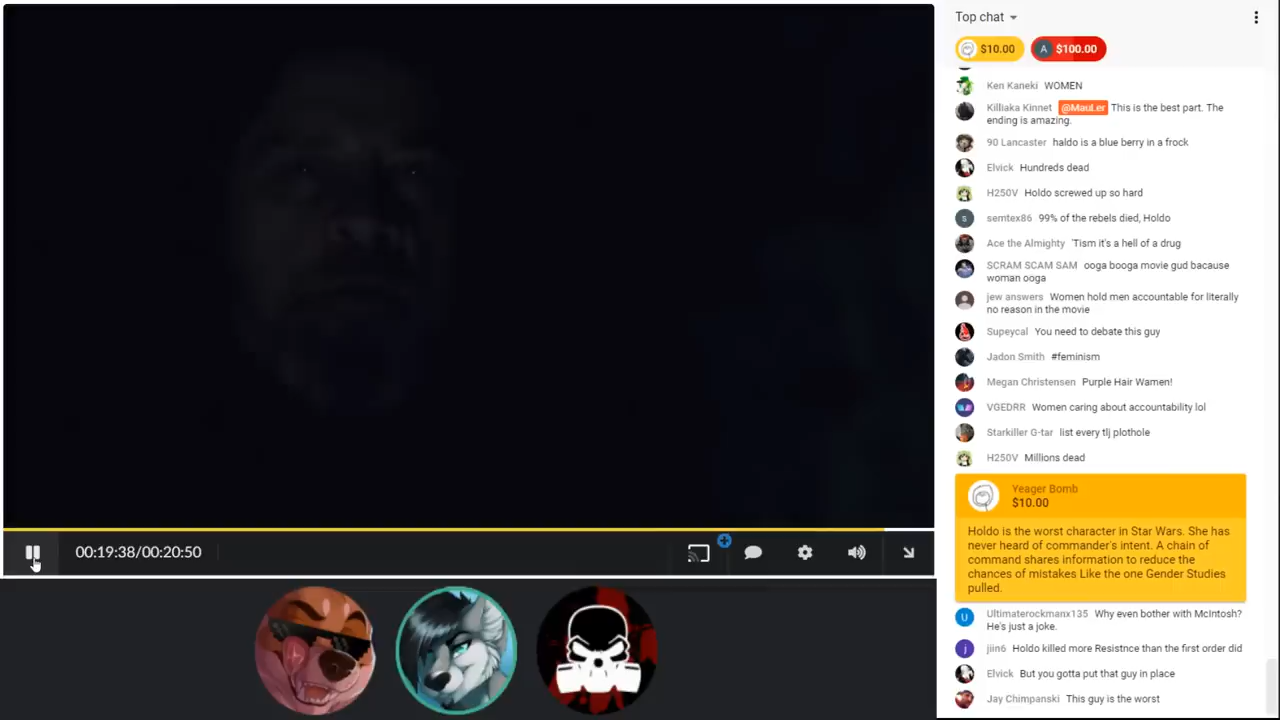 Top chat
$10.00
A $100.00
Ken Kaneki WOMEN
Killiaka Kinnet @MauLer This is the best part. The
ending is amazing.
90 Lancaster haldo is a blue berry in a frock
Elvick Hundreds dead
H250V Holdo screwed up so hard
s semtex86 99% of the rebels died, Holdo
Ace the Almighty 'Tism it's a hell of a drug
SCRAM SCAM SAM ooga booga movie gud bacause
woman ooga
jew answers Women hold men accountable for literally
no reason in the movie
Supeycal You need to debate this guy
Jadon Smith #feminism
Megan Christensen Purple Hair Wamen!
VGEDRR Women caring about accountability lol
Starkiller G-tar list every tlj plothole
H250V Millions dead
Yeager Bomb
$10.00
Holdo is the worst character in Star Wars. She has
never heard of commander's intent. A chain of
command shares information to reduce the
chances of mistakes Like the one Gender Studies
pulled.
U Ultimaterockmanx135 Why even bother with McIntosh?
He's just a joke.
j jiin6 Holdo killed more Resistnce than the first order did
Elvick But you gotta put that guy in place
Jay Chimpanski This guy is the worst
00:19:38/00:20:50